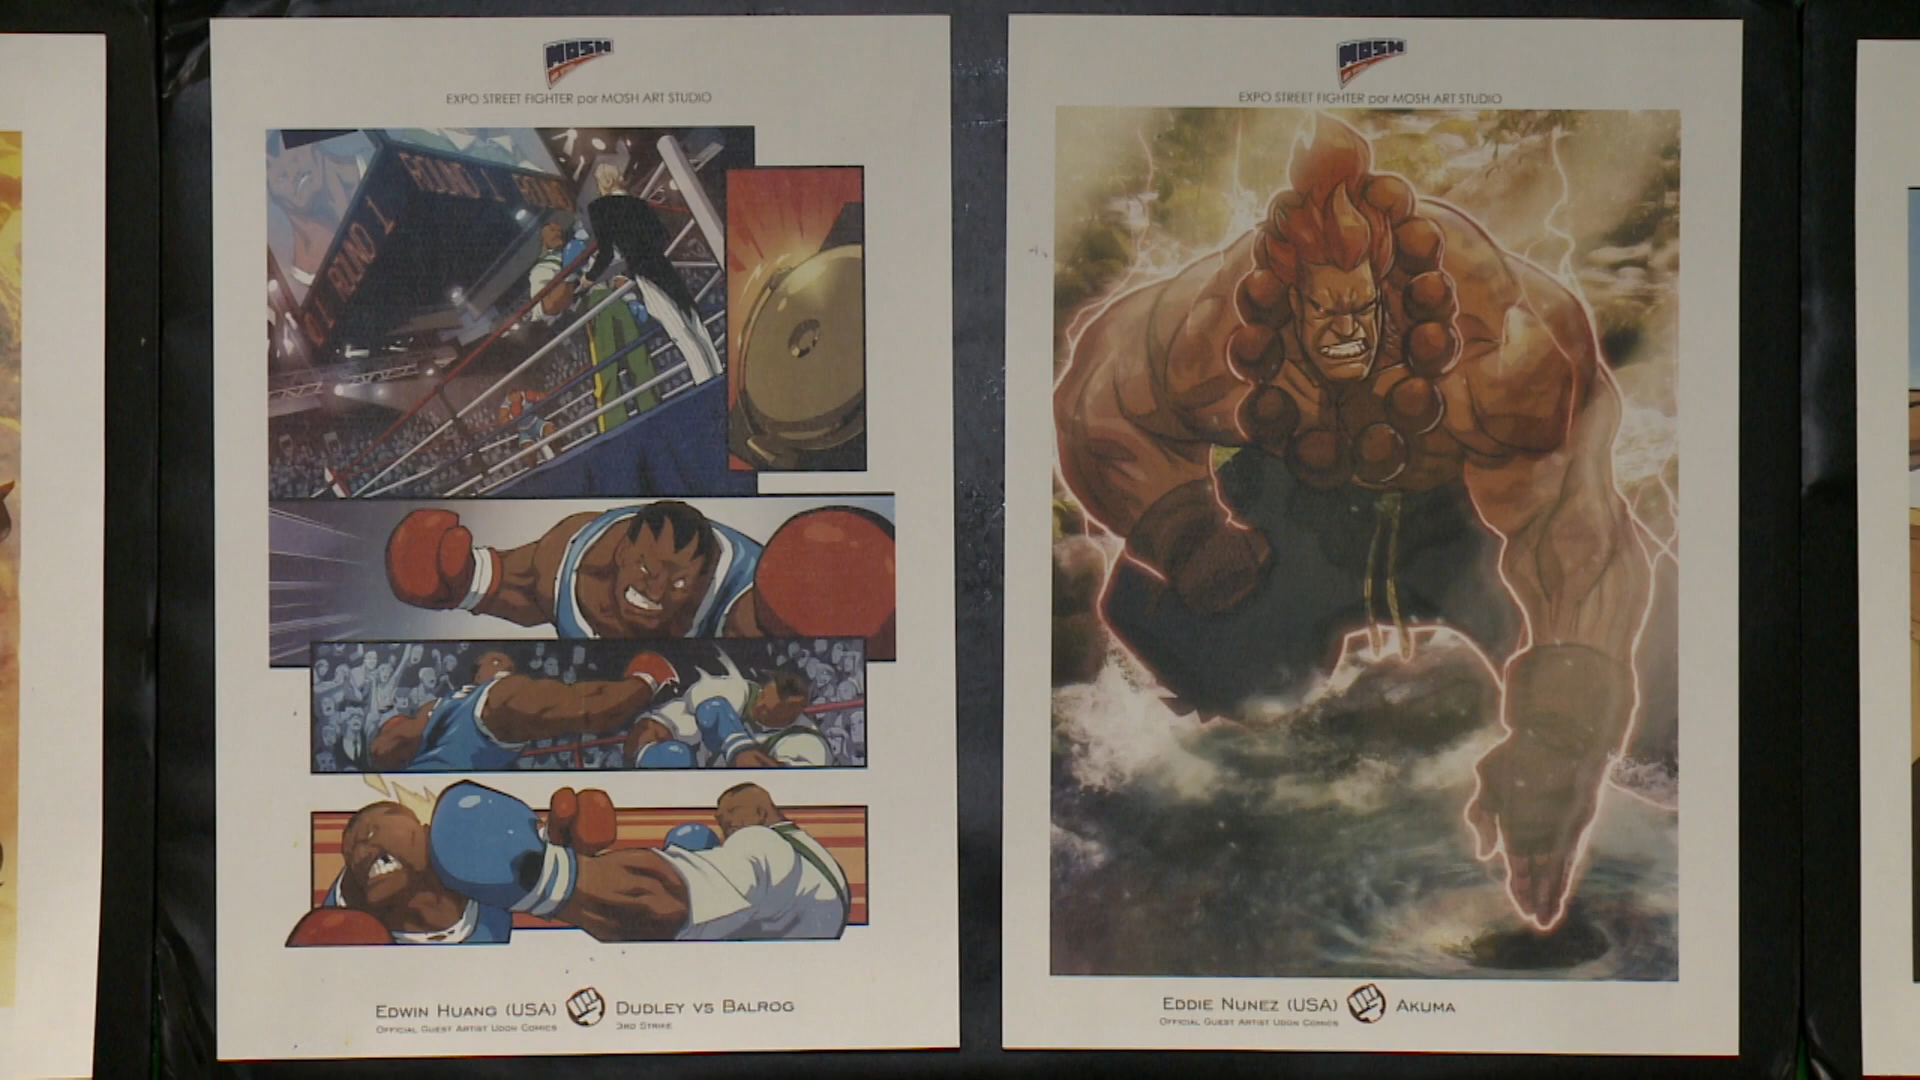 MOSH
EXPO STREET FIGHTER por MOSH ART STUDIO
ROUND 1
ROUND 1
EDWIN HUANG (USA)
OFFICIAL GUEST ARTIST UDON COMICS
DUDLEY VS BALROG
3RD STRIKE
MOSH
EXPO STREET FIGHTER por MOSH ART STUDIO
EDDIE NUNEZ (USA)
OFFICIAL GUEST ARTIST UDON COMICS
AKUMA